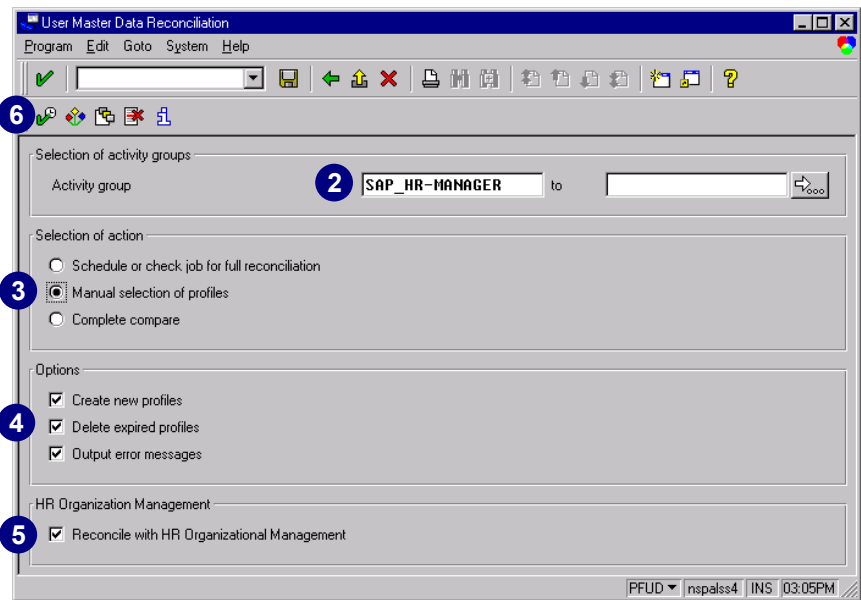 User Master Data Reconciliation
Program Edit Goto System Help
6
Selection of activity groups
Activity group 2 SAP_HR-MANAGER to
Selection of action
Schedule or check job for full reconciliation
3 Manual selection of profiles
Complete compare
Options
Create new profiles
4 Delete expired profiles
Output error messages
HR Organization Management
5 Reconcile with HR Organizational Management
PFUD nspalss4 INS 03:05PM